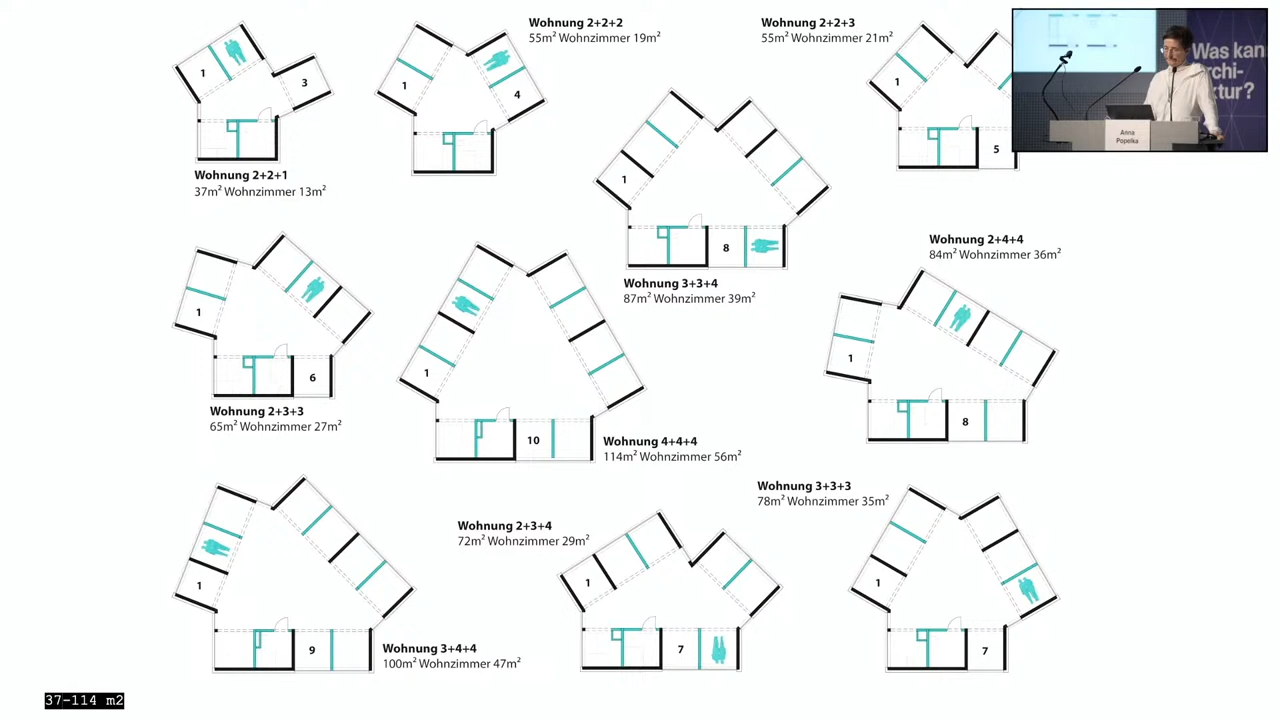 Wohnung 2+2+2
55m² Wohnzimmer 19m²
Wohnung 2+2+3
55m² Wohnzimmer 21m²
1
3
Wohnung 2+2+1
37m² Wohnzimmer 13m²
1
4
1
5
Was kan
rchi-
ktur?
Anna
Popelka
1
8
Wohnung 3+3+4
87m² Wohnzimmer 39m²
Wohnung 2+4+4
84m² Wohnzimmer 36m²
1
6
Wohnung 2+3+3
65m² Wohnzimmer 27m²
1
10
Wohnung 4+4+4
114m² Wohnzimmer 56m²
1
8
1
9
Wohnung 3+4+4
100m² Wohnzimmer 47m²
Wohnung 2+3+4
72m² Wohnzimmer 29m²
1
7
Wohnung 3+3+3
78m² Wohnzimmer 35m²
1
7
37-114 m2